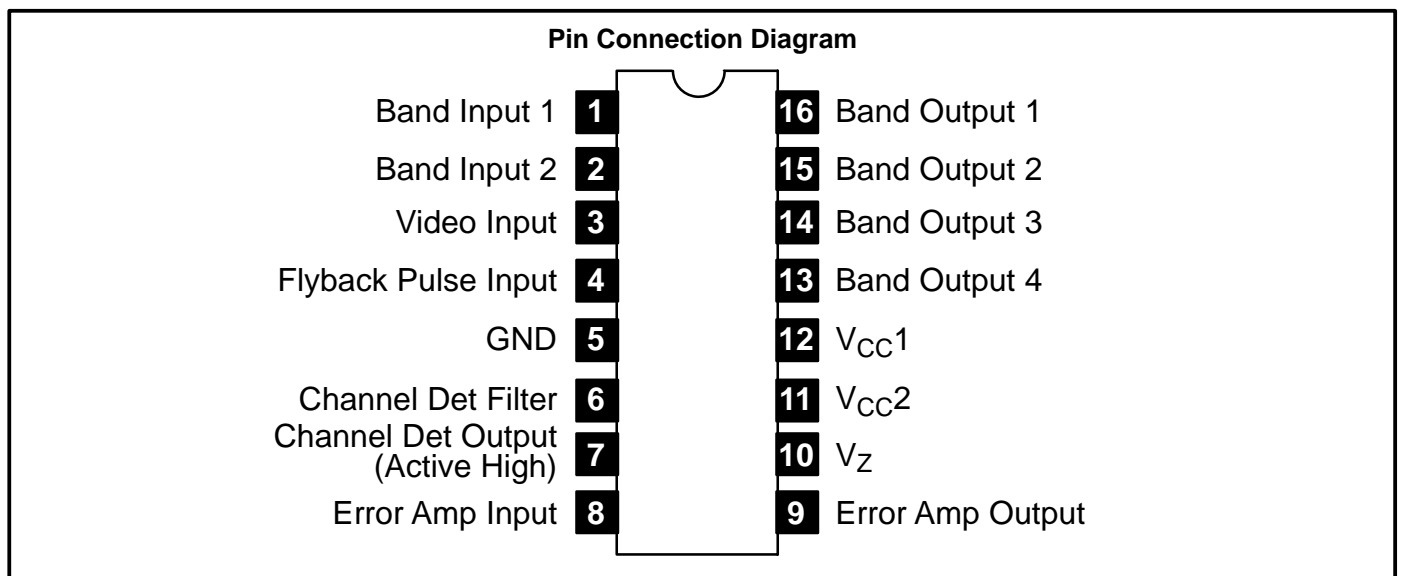 Pin Connection Diagram
Band Input 1 1 16 Band Output 1
Band Input 2 2 15 Band Output 2
Video Input 3 14 Band Output 3
Flyback Pulse Input 4 13 Band Output 4
GND 5 12 VCC1
Channel Det Filter 6 11 VCC2
Channel Det Output
(Active High) 7 10 VZ
Error Amp Input 8 9 Error Amp Output